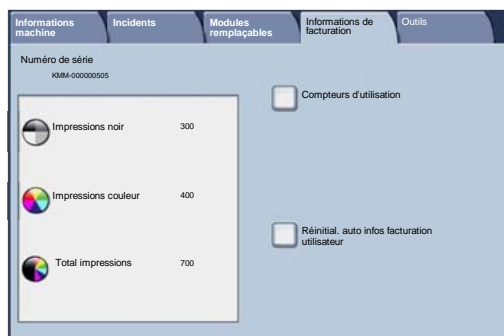 Informations machine
Incidents
Modules remplaçables
Informations de facturation
Outils
Numéro de série
KMM-000000505
Impressions noir 300
Impressions couleur 400
Total impressions 700
Compteurs d'utilisation
Réinitial. auto infos facturation
utilisateur